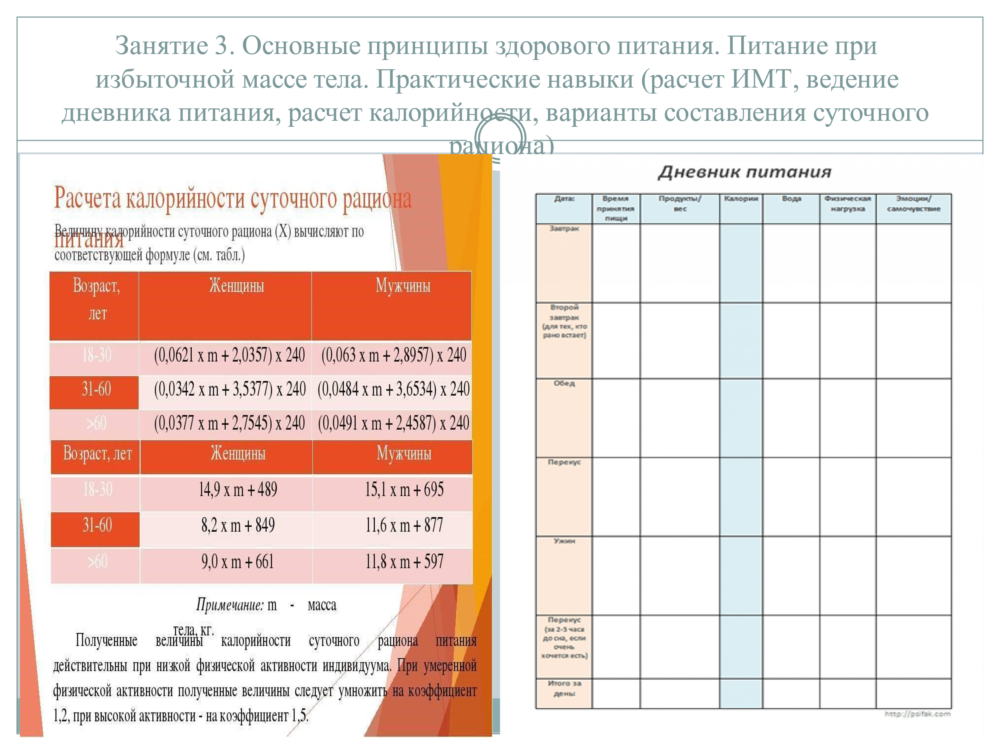 Занятие 3. Основные принципы здорового питания. Питание при
избыточной массе тела. Практические навыки (расчет ИМТ, ведение
дневника питания, расчет калорийности, варианты составления суточного
рациона)
Расчета калорийности суточного рациона
питания
Величину калорийности суточного рациона (Х) вычисляют по
соответствующей формуле (см. табл.)
Возраст, лет Женщины Мужчины
18-30 (0,0621 х m + 2,0357) х 240 (0,063 х m + 2,8957) х 240
31-60 (0,0342 х m + 3,5377) х 240 (0,0484 х m + 3,6534) х 240
>60 (0,0377 х m + 2,7545) х 240 (0,0491 х m + 2,4587) х 240
Возраст, лет Женщины Мужчины
18-30 14,9 х m + 489 15,1 х m + 695
31-60 8,2 х m + 849 11,6 х m + 877
>60 9,0 х m + 661 11,8 х m + 597
Примечание: m - масса
тела, кг.
Полученные величины калорийности суточного рациона питания
действительны при низкой физической активности индивидуума. При умеренной
физической активности полученные величины следует умножить на коэффициент
1,2, при высокой активности - на коэффициент 1,5.
Дневник питания
Дата: Время принятия пищи Продукты/ вес Калории Вода Физическая нагрузка Эмоции/ самочувствие
Завтрак
Второй
завтрак
(для тех, кто
рано встает)
Обед
Перекус
Ужин
Перекус
(за 2-3 часа
до сна, если
очень
хочется есть)
Итого за
день:
http://psifak.com